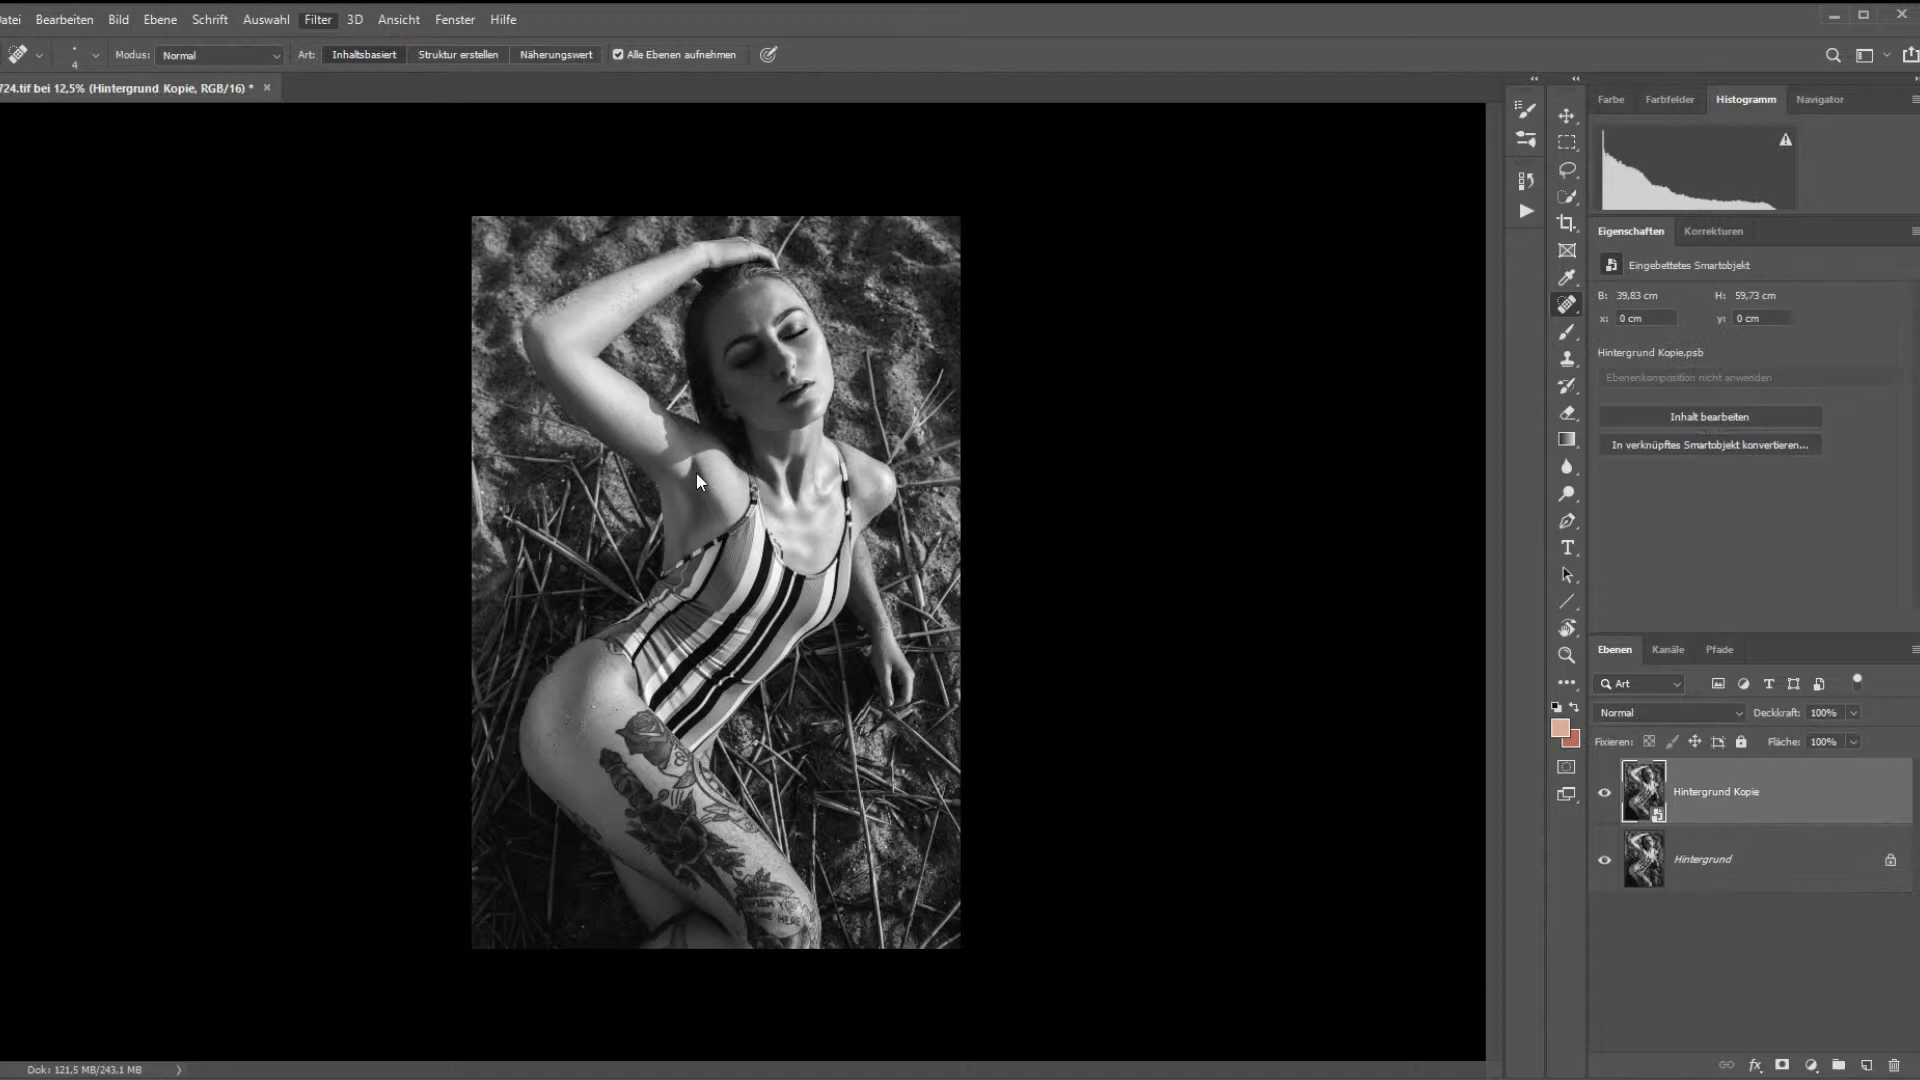 Datei Bearbeiten Bild Ebene Schrift Auswahl Filter 3D Ansicht Fenster Hilfe
4 Modus: Normal Art: Inhaltsbasiert Struktur erstellen Näherungswert Alle Ebenen aufnehmen
724.tif bei 12,5% (Hintergrund Kopie, RGB/16) * ×
Farbe Farbfelder Histogramm Navigator
Eigenschaften Korrekturen
Eingebettetes Smartobjekt
B: 39,83 cm H: 59,73 cm
x: 0 cm y: 0 cm
Hintergrund Kopie.psb
Ebenenkomposition nicht anwenden
Inhalt bearbeiten
In verknüpftes Smartobjekt konvertieren...
Ebenen Kanäle Pfade
Art
Normal Deckkraft: 100%
Fixieren: Fläche: 100%
Hintergrund Kopie
Hintergrund
Dok: 121,5 MB/243,1 MB